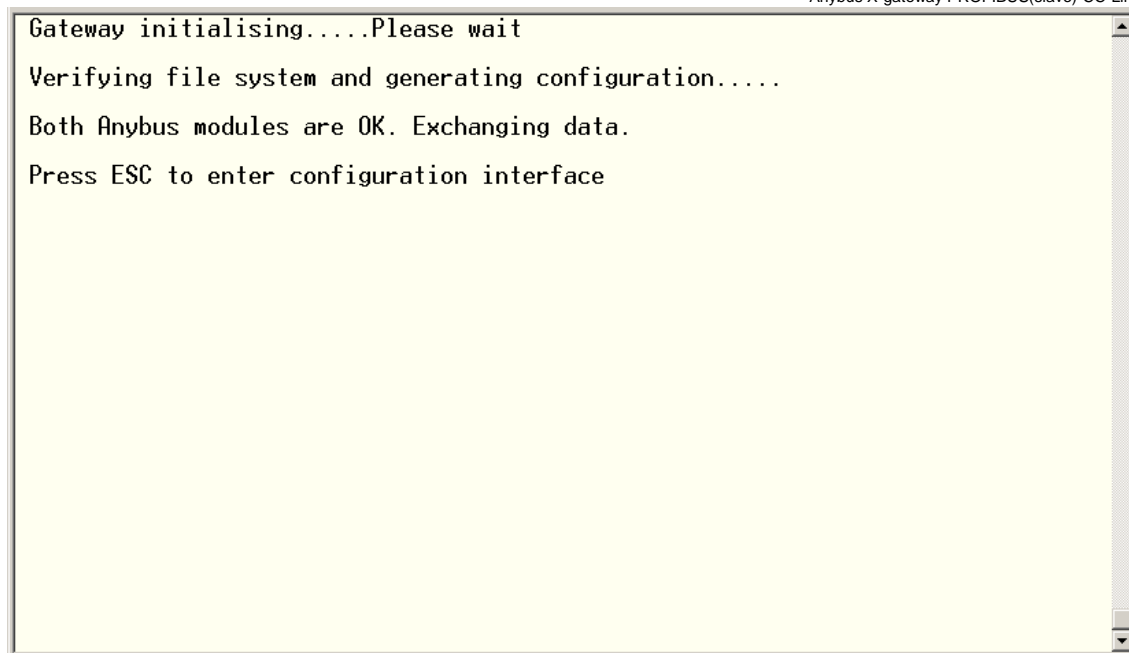 Gateway initialising.....Please wait
Verifying file system and generating configuration.....
Both Anybus modules are OK. Exchanging data.
Press ESC to enter configuration interface